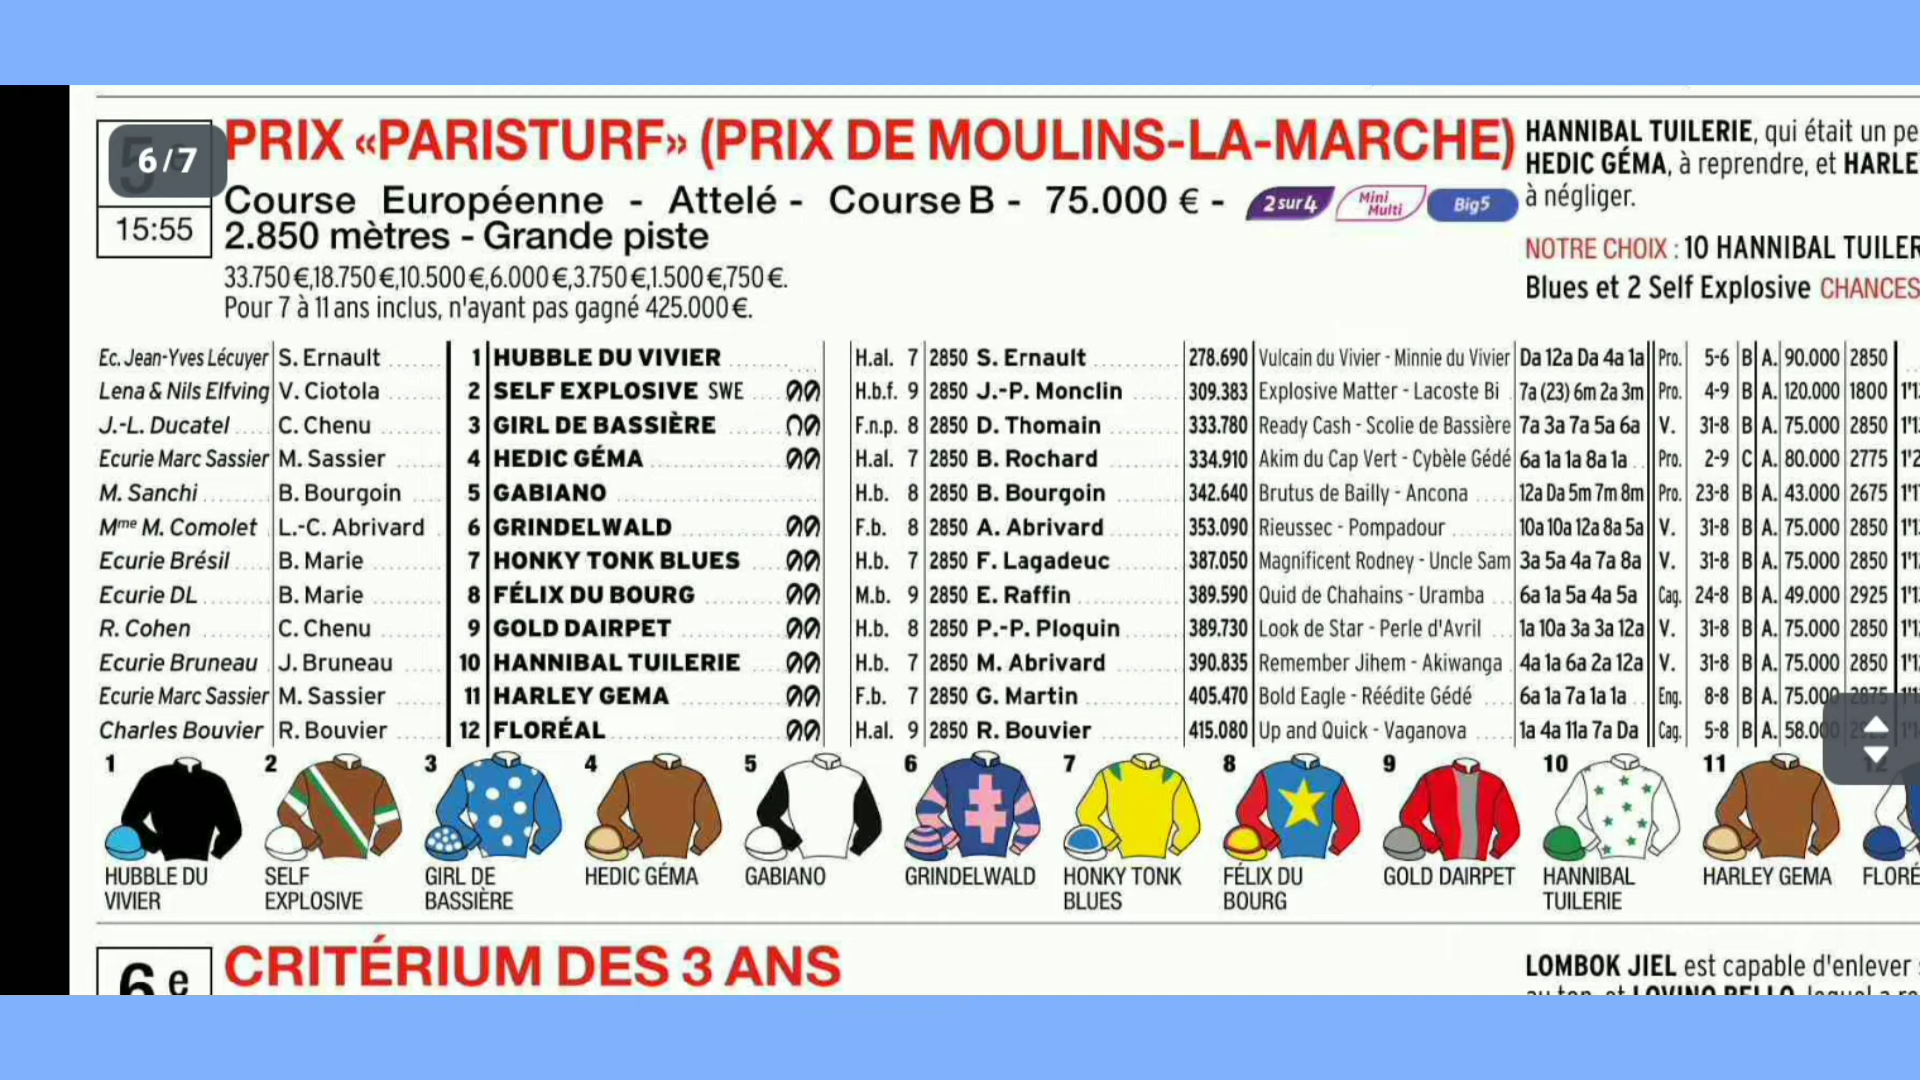 6/7
15:55
PRIX «PARISTURF» (PRIX DE MOULINS-LA-MARCHE)
Course Européenne - Attelé - Course B - 75.000 € - 2sur4 Mini Multi Big5
2.850 mètres - Grande piste
33.750 €,18.750 €,10.500 €,6.000 €,3.750 €,1.500 €,750 €.
Pour 7 à 11 ans inclus, n'ayant pas gagné 425.000 €.
HANNIBAL TUILERIE, qui était un
HEDIC GÉMA, à reprendre, et
à négliger.
NOTRE CHOIX : 10 HANNIBAL
Blues et 2 Self Explosive CHANCES
Ec. Jean-Yves Lécuyer S. Ernault 1 HUBBLE DU VIVIER H.al. 7 2850 S. Ernault 278.690 Vulcain du Vivier - Minnie du Vivier Da 12a Da 4a 1a Pro. 5-6 B A. 90.000 2850
Lena & Nils Elfving V. Ciotola 2 SELF EXPLOSIVE SWE H.b.f. 9 2850 J.-P. Monclin 309.383 Explosive Matter - Lacoste Bi 7a (23) 6m 2a 3m Pro. 4-9 B A. 120.000 1800
J.-L. Ducatel C. Chenu 3 GIRL DE BASSIÈRE F.n.p. 8 2850 D. Thomain 333.780 Ready Cash - Scolie de Bassière 7a 3a 7a 5a 6a V. 31-8 B A. 75.000 2850
Ecurie Marc Sassier M. Sassier 4 HEDIC GÉMA H.al. 7 2850 B. Rochard 334.910 Akim du Cap Vert - Cybèle Gédé 6a 1a 1a 8a 1a Pro. 2-9 C A. 80.000 2775
M. Sanchi B. Bourgoin 5 GABIANO H.b. 8 2850 B. Bourgoin 342.640 Brutus de Bailly - Ancona 12a Da 5m 7m 8m Pro. 23-8 B A. 43.000 2675
Mme M. Comolet L.-C. Abrivard 6 GRINDELWALD F.b. 8 2850 A. Abrivard 353.090 Rieussec - Pompadour 10a 10a 12a 8a 5a V. 31-8 B A. 75.000 2850
Ecurie Brésil B. Marie 7 HONKY TONK BLUES H.b. 7 2850 F. Lagadeuc 387.050 Magnificent Rodney - Uncle Sam 3a 5a 4a 7a 8a V. 31-8 B A. 75.000 2850
Ecurie DL B. Marie 8 FÉLIX DU BOURG M.b. 9 2850 E. Raffin 389.590 Quid de Chahains - Uramba 6a 1a 5a 4a 5a Cag. 24-8 B A. 49.000 2925
R. Cohen C. Chenu 9 GOLD DAIRPET H.b. 8 2850 P.-P. Ploquin 389.730 Look de Star - Perle d'Avril 1a 10a 3a 3a 12a V. 31-8 B A. 75.000 2850
Ecurie Bruneau J. Bruneau 10 HANNIBAL TUILERIE H.b. 7 2850 M. Abrivard 390.835 Remember Jihem - Akiwanga 4a 1a 6a 2a 12a V. 31-8 B A. 75.000 2850
Ecurie Marc Sassier M. Sassier 11 HARLEY GEMA F.b. 7 2850 G. Martin 405.470 Bold Eagle - Réédite Gédé 6a 1a 7a 1a 1a Eng. 8-8 B A. 75.000 2875
Charles Bouvier R. Bouvier 12 FLORÉAL H.al. 9 2850 R. Bouvier 415.080 Up and Quick - Vaganova 1a 4a 11a 7a Da Cag. 5-8 B A. 58.000
1 2 3 4 5 6 7 8 9 10 11 12
HUBBLE DU SELF GIRL DE HEDIC GÉMA GABIANO GRINDELWALD HONKY TONK FÉLIX DU GOLD DAIRPET HANNIBAL HARLEY GEMA
VIVIER EXPLOSIVE BASSIÈRE BLUES BOURG TUILERIE
6e
CRITÉRIUM DES 3 ANS
LOMBOK JIEL est capable d'enlever